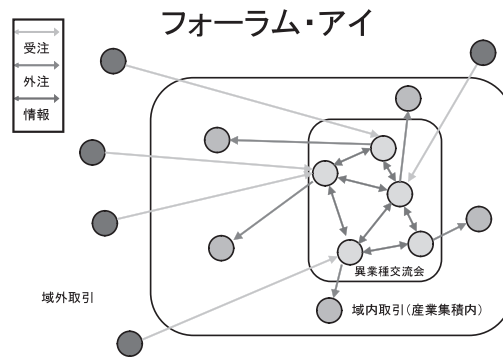 フォーラム・アイ
受注
外注
情報
異業種交流会
域外取引
域内取引(産業集積内)